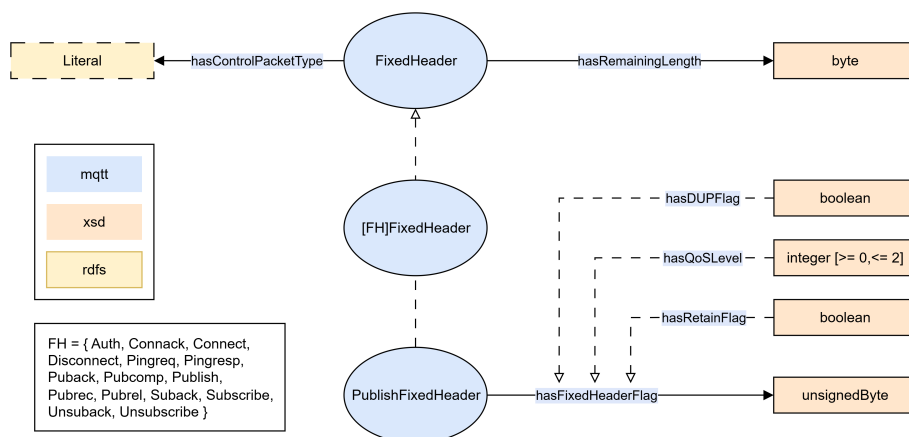 Literal
hasControlPacketType
FixedHeader
hasRemainingLength
byte
mqtt
xsd
rdfs
[FH]FixedHeader
hasDUPFlag
boolean
hasQoSLevel
integer [>= 0,<= 2]
hasRetainFlag
boolean
FH = { Auth, Connack, Connect,
Disconnect, Pingreq, Pingresp,
Puback, Pubcomp, Publish,
Pubrec, Pubrel, Suback, Subscribe,
Unsuback, Unsubscribe }
PublishFixedHeader
hasFixedHeaderFlag
unsignedByte